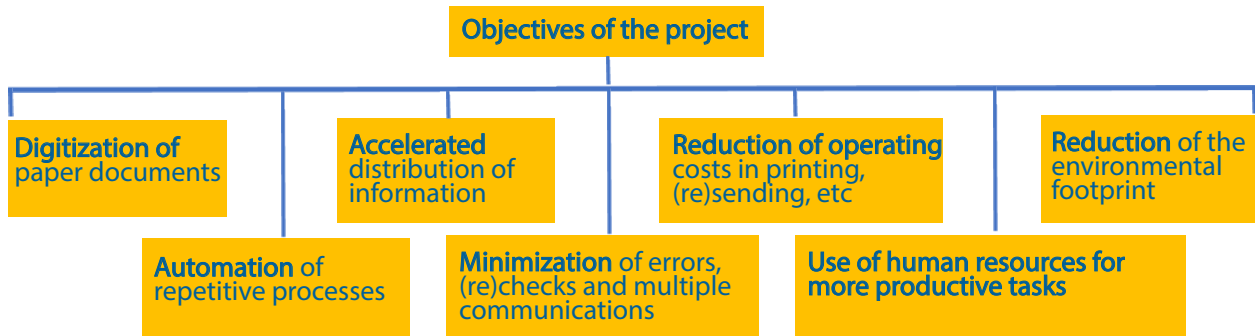 Objectives of the project
Digitization of
paper documents
Accelerated
distribution of
information
Reduction of operating
costs in printing,
(re)sending, etc
Reduction of the
environmental
footprint
Automation of
repetitive processes
Minimization of errors,
(re)checks and multiple
communications
Use of human resources for
more productive tasks